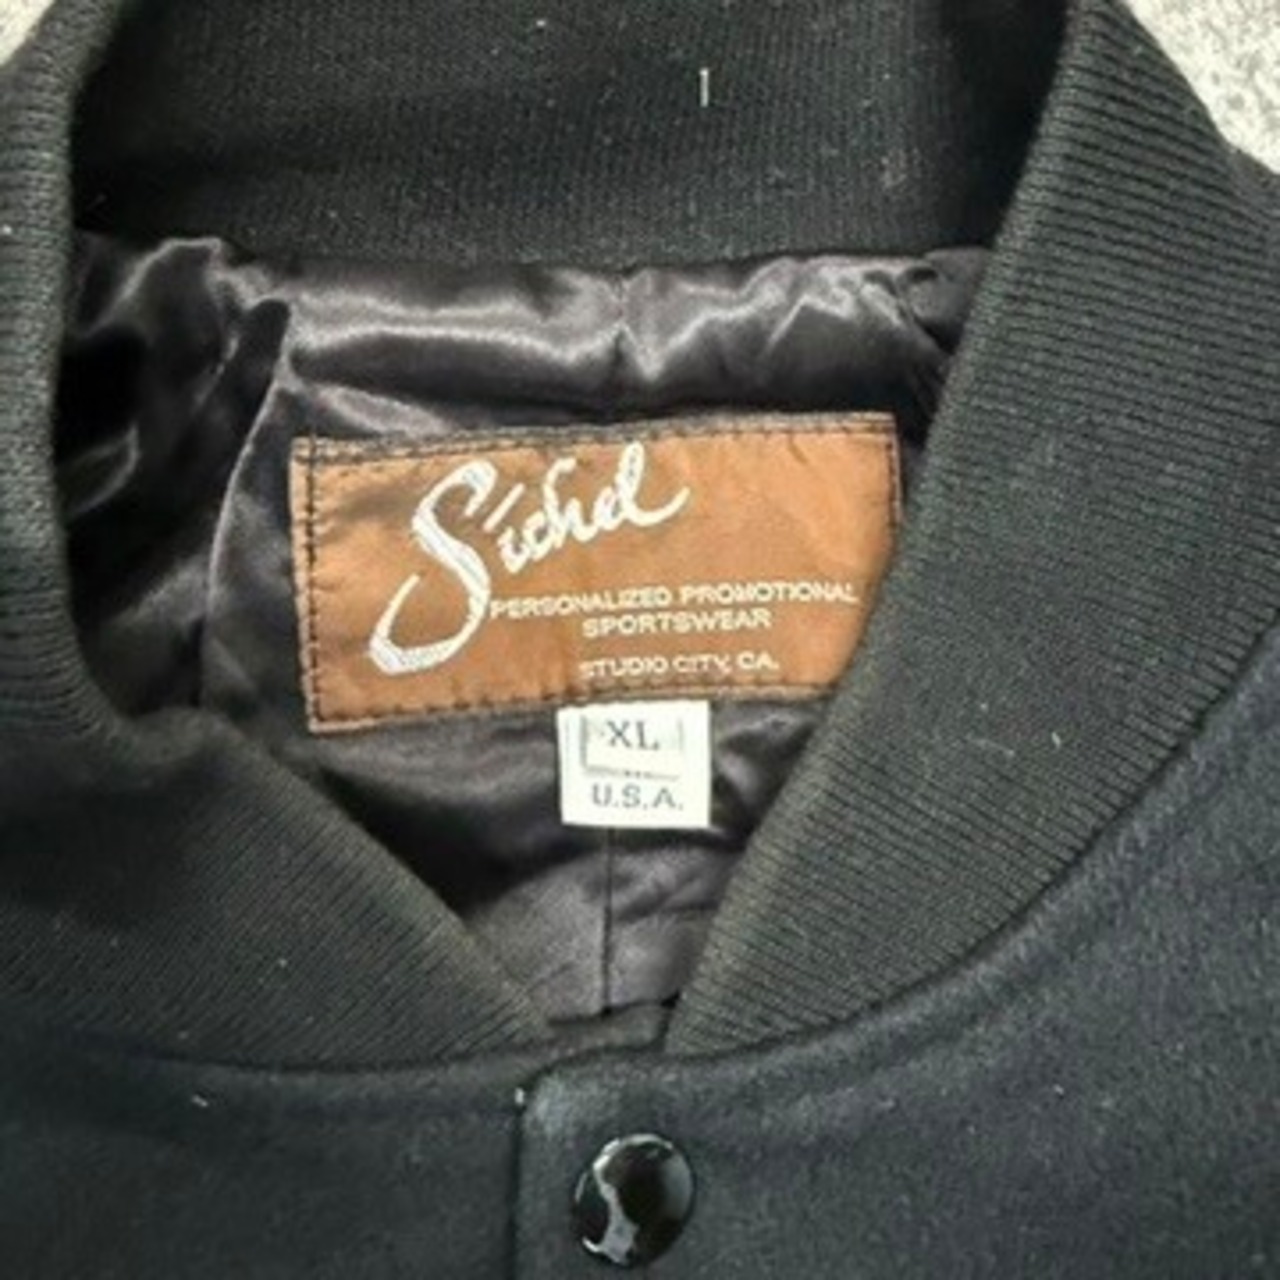 Sichel
PERSONALIZED PROMOTIONAL
SPORTSWEAR
STUDIO CITY, CA.
XL
U.S.A.